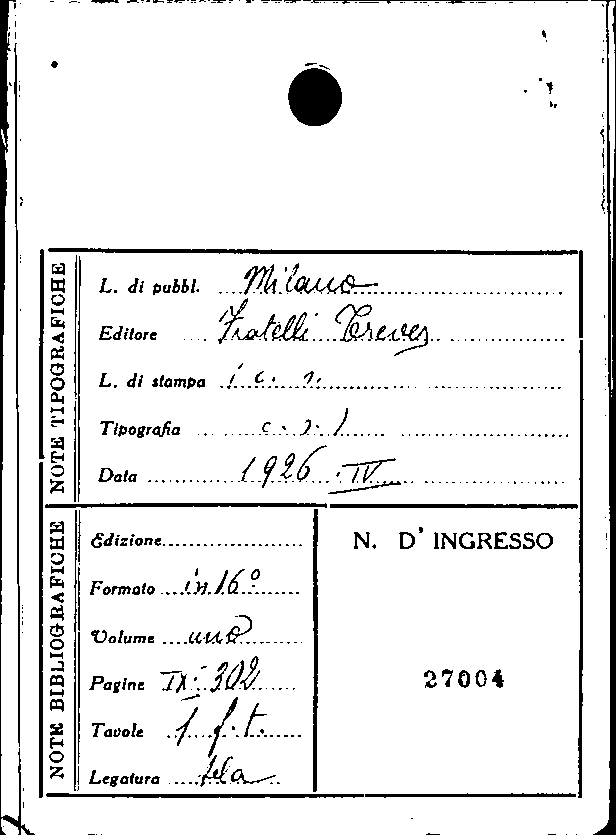 NOTE TIPOGRAFICHE
L. di pubbl. Milano
Editore Fratelli Treves
L. di stampa
Tipografia
Data 1926. IV
NOTE BIBLIOGRAFICHE
Edizione
Formato in 16º
Volume uno
Pagine IX-302
Tavole 1 f.t.
Legatura tela
N. D' INGRESSO
27004